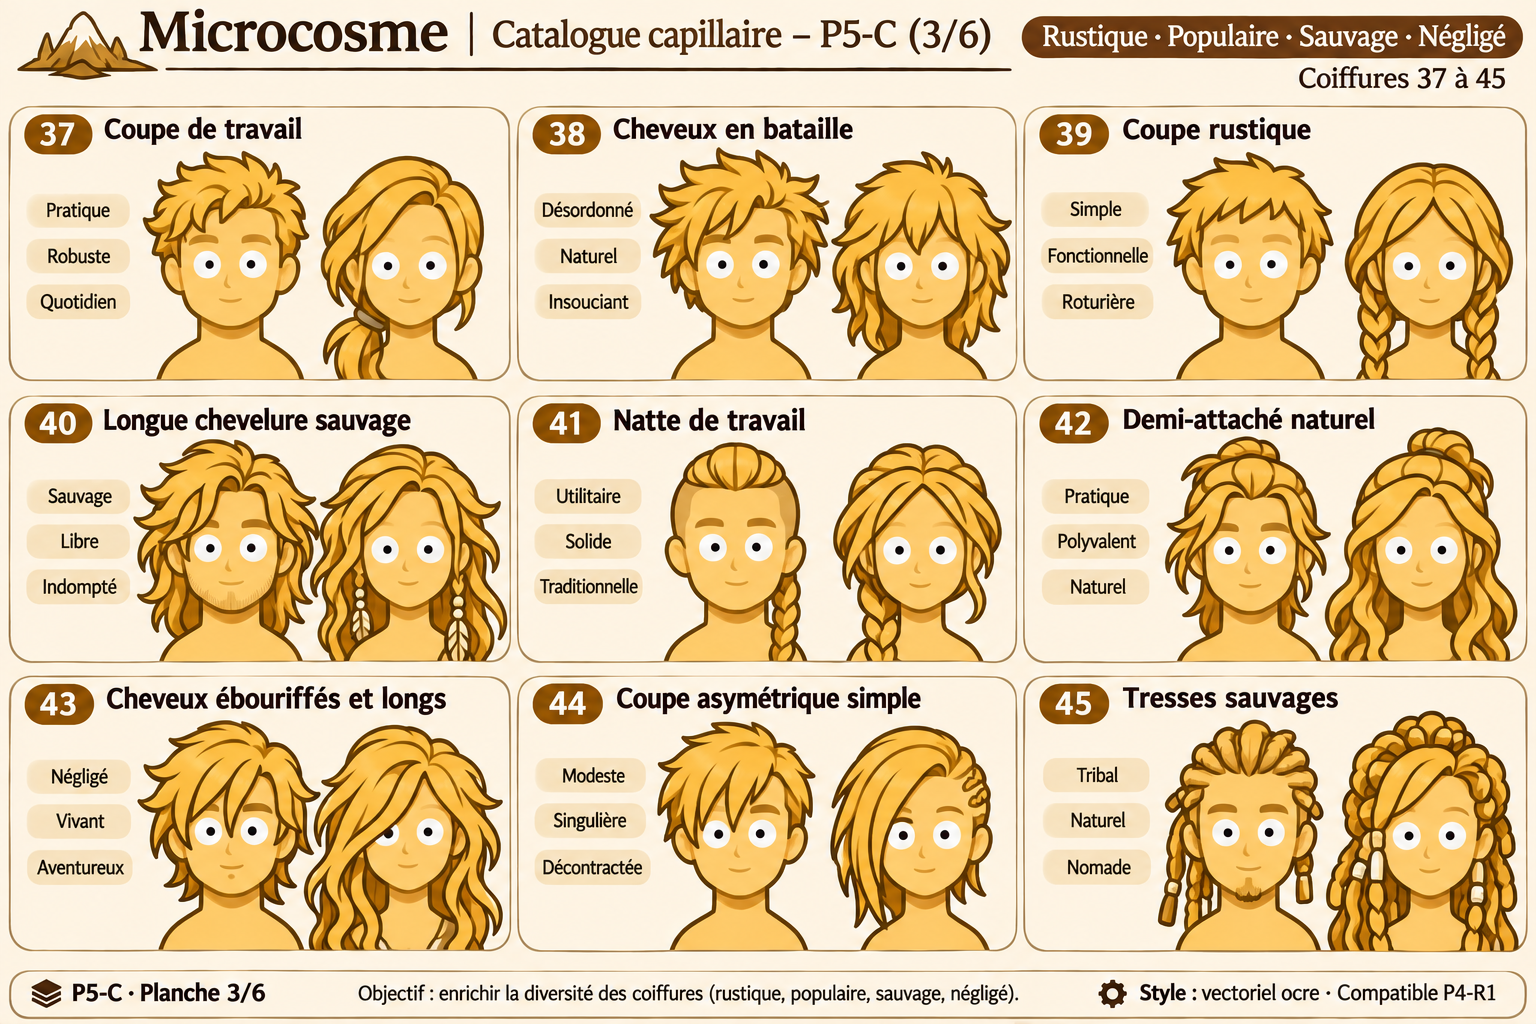 Microcosme
Catalogue capillaire – P5-C (3/6)
Rustique · Populaire · Sauvage · Négligé
Coiffures 37 à 45
37 Coupe de travail
Pratique
Robuste
Quotidien
38 Cheveux en bataille
Désordonné
Naturel
Insouciant
39 Coupe rustique
Simple
Fonctionnelle
Roturière
40 Longue chevelure sauvage
Sauvage
Libre
Indompté
41 Natte de travail
Utilitaire
Solide
Traditionnelle
42 Demi-attaché naturel
Pratique
Polyvalent
Naturel
43 Cheveux ébouriffés et longs
Négligé
Vivant
Aventureux
44 Coupe asymétrique simple
Modeste
Singulière
Décontractée
45 Tresses sauvages
Tribal
Naturel
Nomade
P5-C · Planche 3/6
Objectif : enrichir la diversité des coiffures (rustique, populaire, sauvage, négligé).
Style : vectoriel ocre · Compatible P4-R1